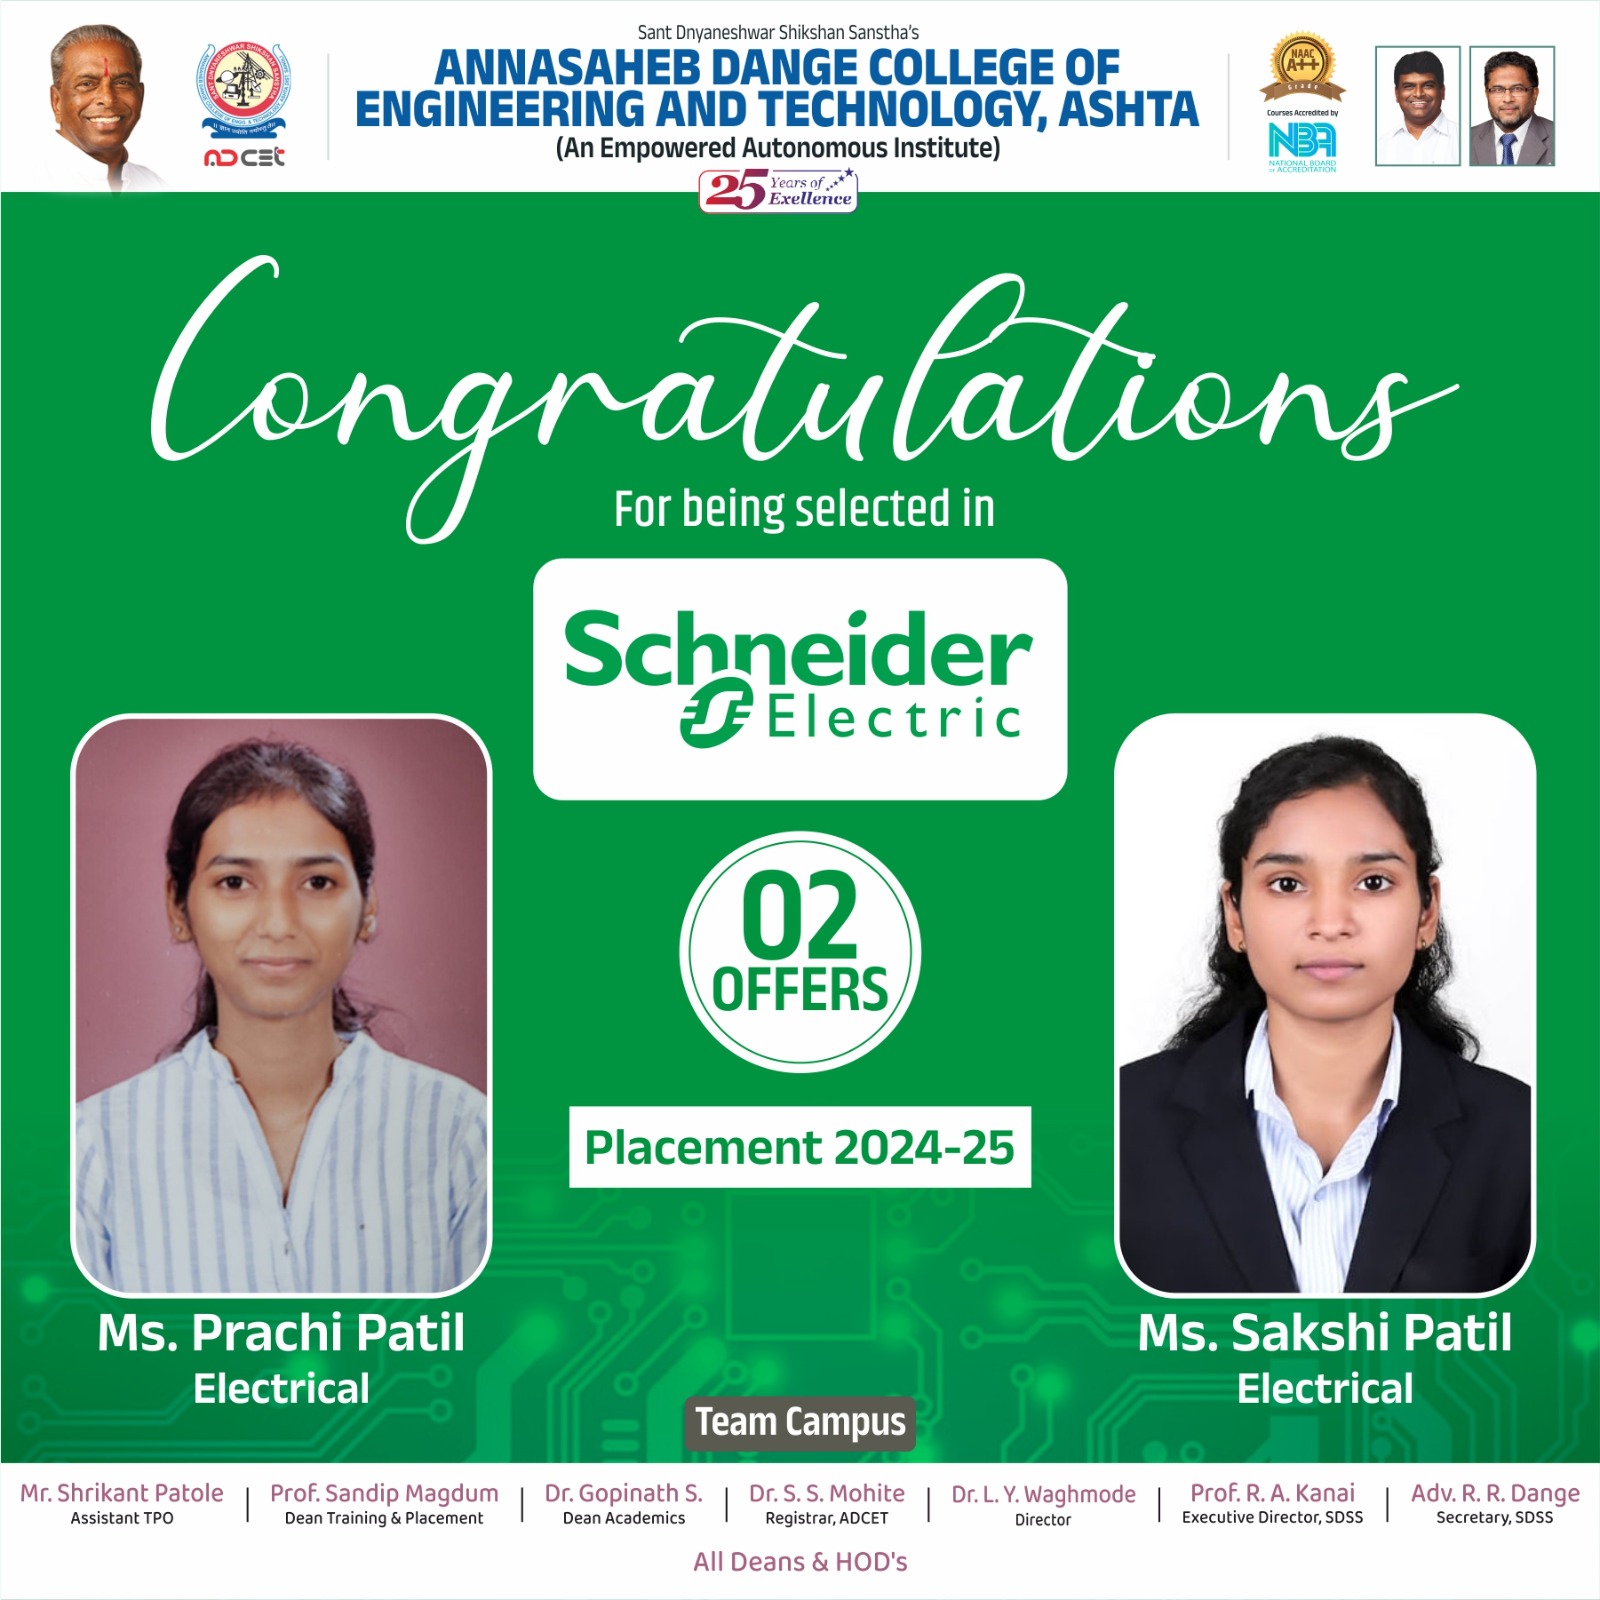 Sant Dnyaneshwar Shikshan Sanstha's
ANNASAHEB DANGE COLLEGE OF
ENGINEERING AND TECHNOLOGY, ASHTA
(An Empowered Autonomous Institute)
ADCET
NAAC
A++
Grade
Courses Accredited by
NBA
NATIONAL BOARD
OF ACCREDITATION
25 Years of
Exellence
Congratulations
For being selected in
Schneider
Electric
02
OFFERS
Placement 2024-25
Ms. Prachi Patil
Electrical
Ms. Sakshi Patil
Electrical
Team Campus
Mr. Shrikant Patole
Assistant TPO
Prof. Sandip Magdum
Dean Training & Placement
Dr. Gopinath S.
Dean Academics
Dr. S. S. Mohite
Registrar, ADCET
Dr. L. Y. Waghmode
Director
Prof. R. A. Kanai
Executive Director, SDSS
Adv. R. R. Dange
Secretary, SDSS
All Deans & HOD's